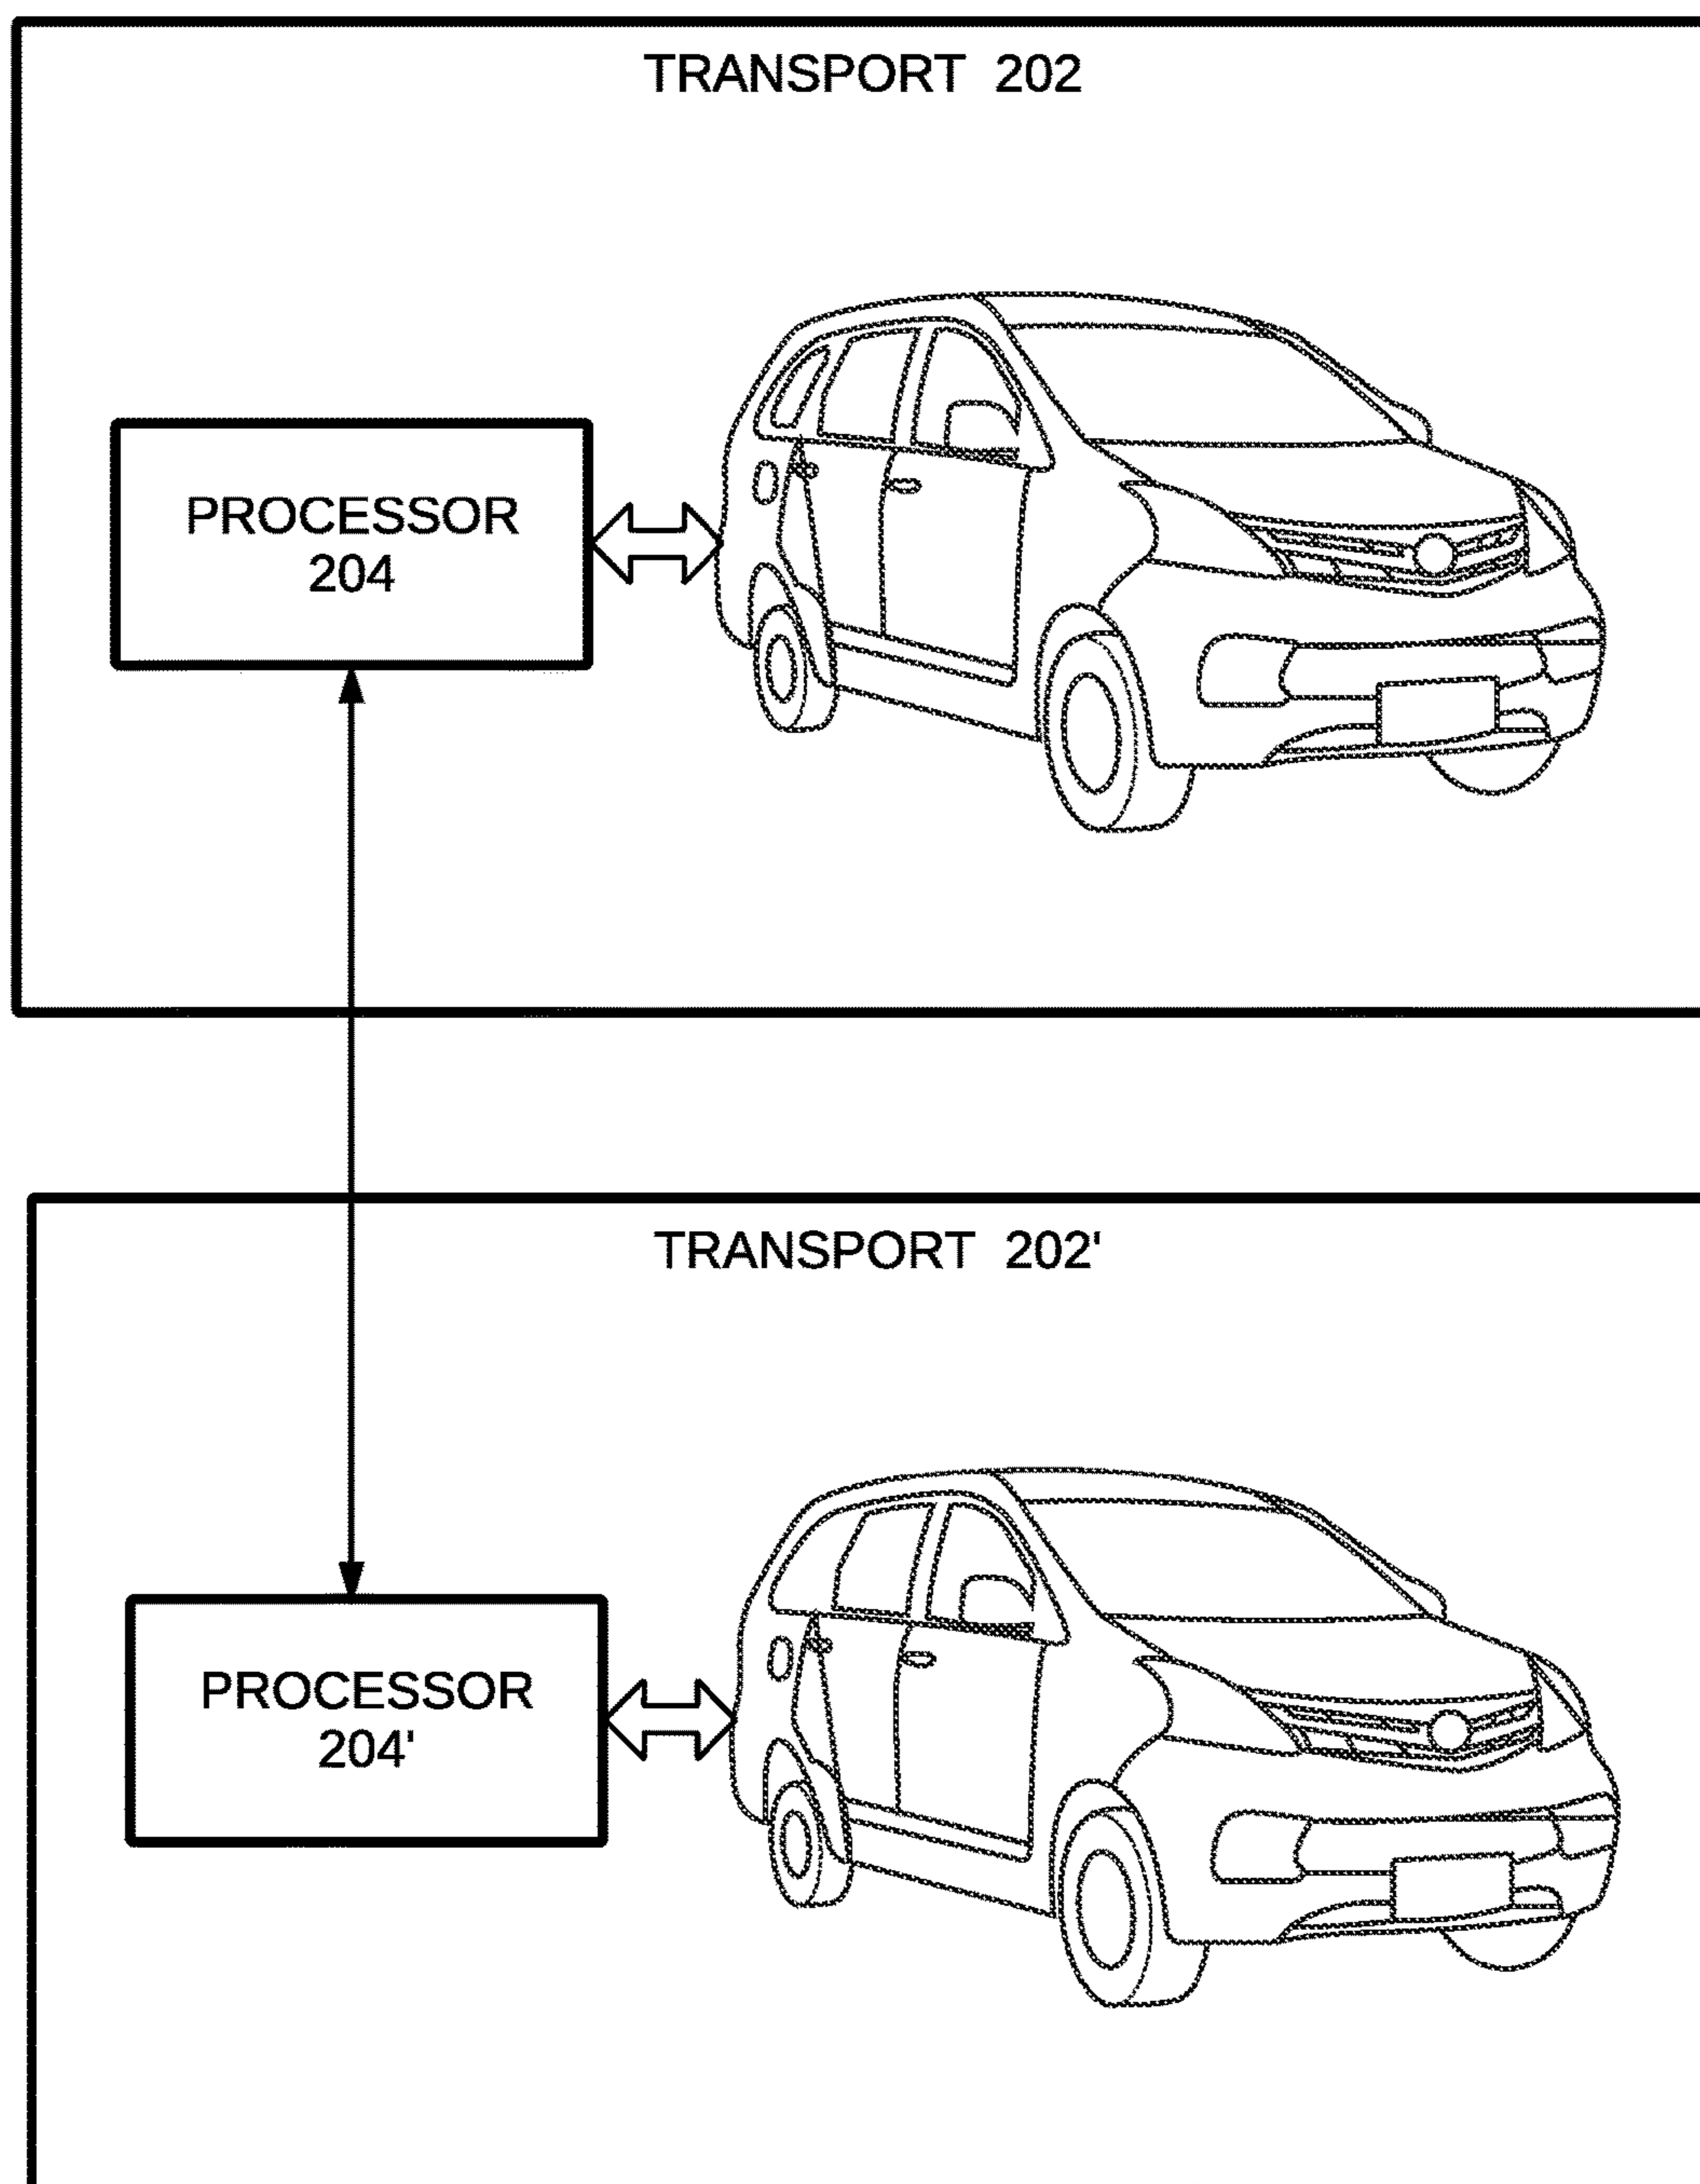 TRANSPORT 202
PROCESSOR
204
TRANSPORT 202'
PROCESSOR
204'